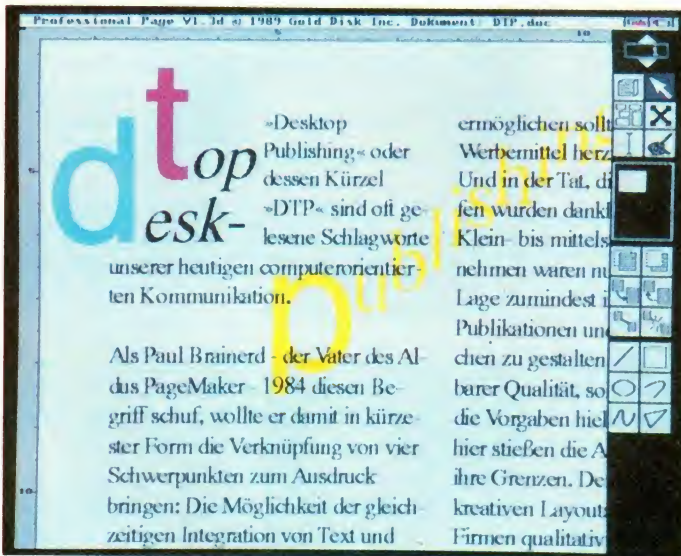 Professional Page V1.3d © 1989 Gold Disk Inc. Dokument: DTP.doc
desk-
top
publishing
»Desktop
Publishing« oder
dessen Kürzel
»DTP« sind oft ge-
lesene Schlagworte
unserer heutigen computerorientier-
ten Kommunikation.
Als Paul Brainerd - der Vater des Al-
dus PageMaker - 1984 diesen Be-
griff schuf, wollte er damit in kürze-
ster Form die Verknüpfung von vier
Schwerpunkten zum Ausdruck
bringen: Die Möglichkeit der gleich-
zeitigen Integration von Text und
ermöglichen sollt
Werbemittel herz
Und in der Tat, di
fen wurden dankl
Klein- bis mittels
nehmen waren nu
Lage zumindest i
Publikationen und
chen zu gestalten
barer Qualität, so
die Vorgaben hiel
hier stießen die A
ihre Grenzen. De
kreativen Layout
Firmen qualitativ